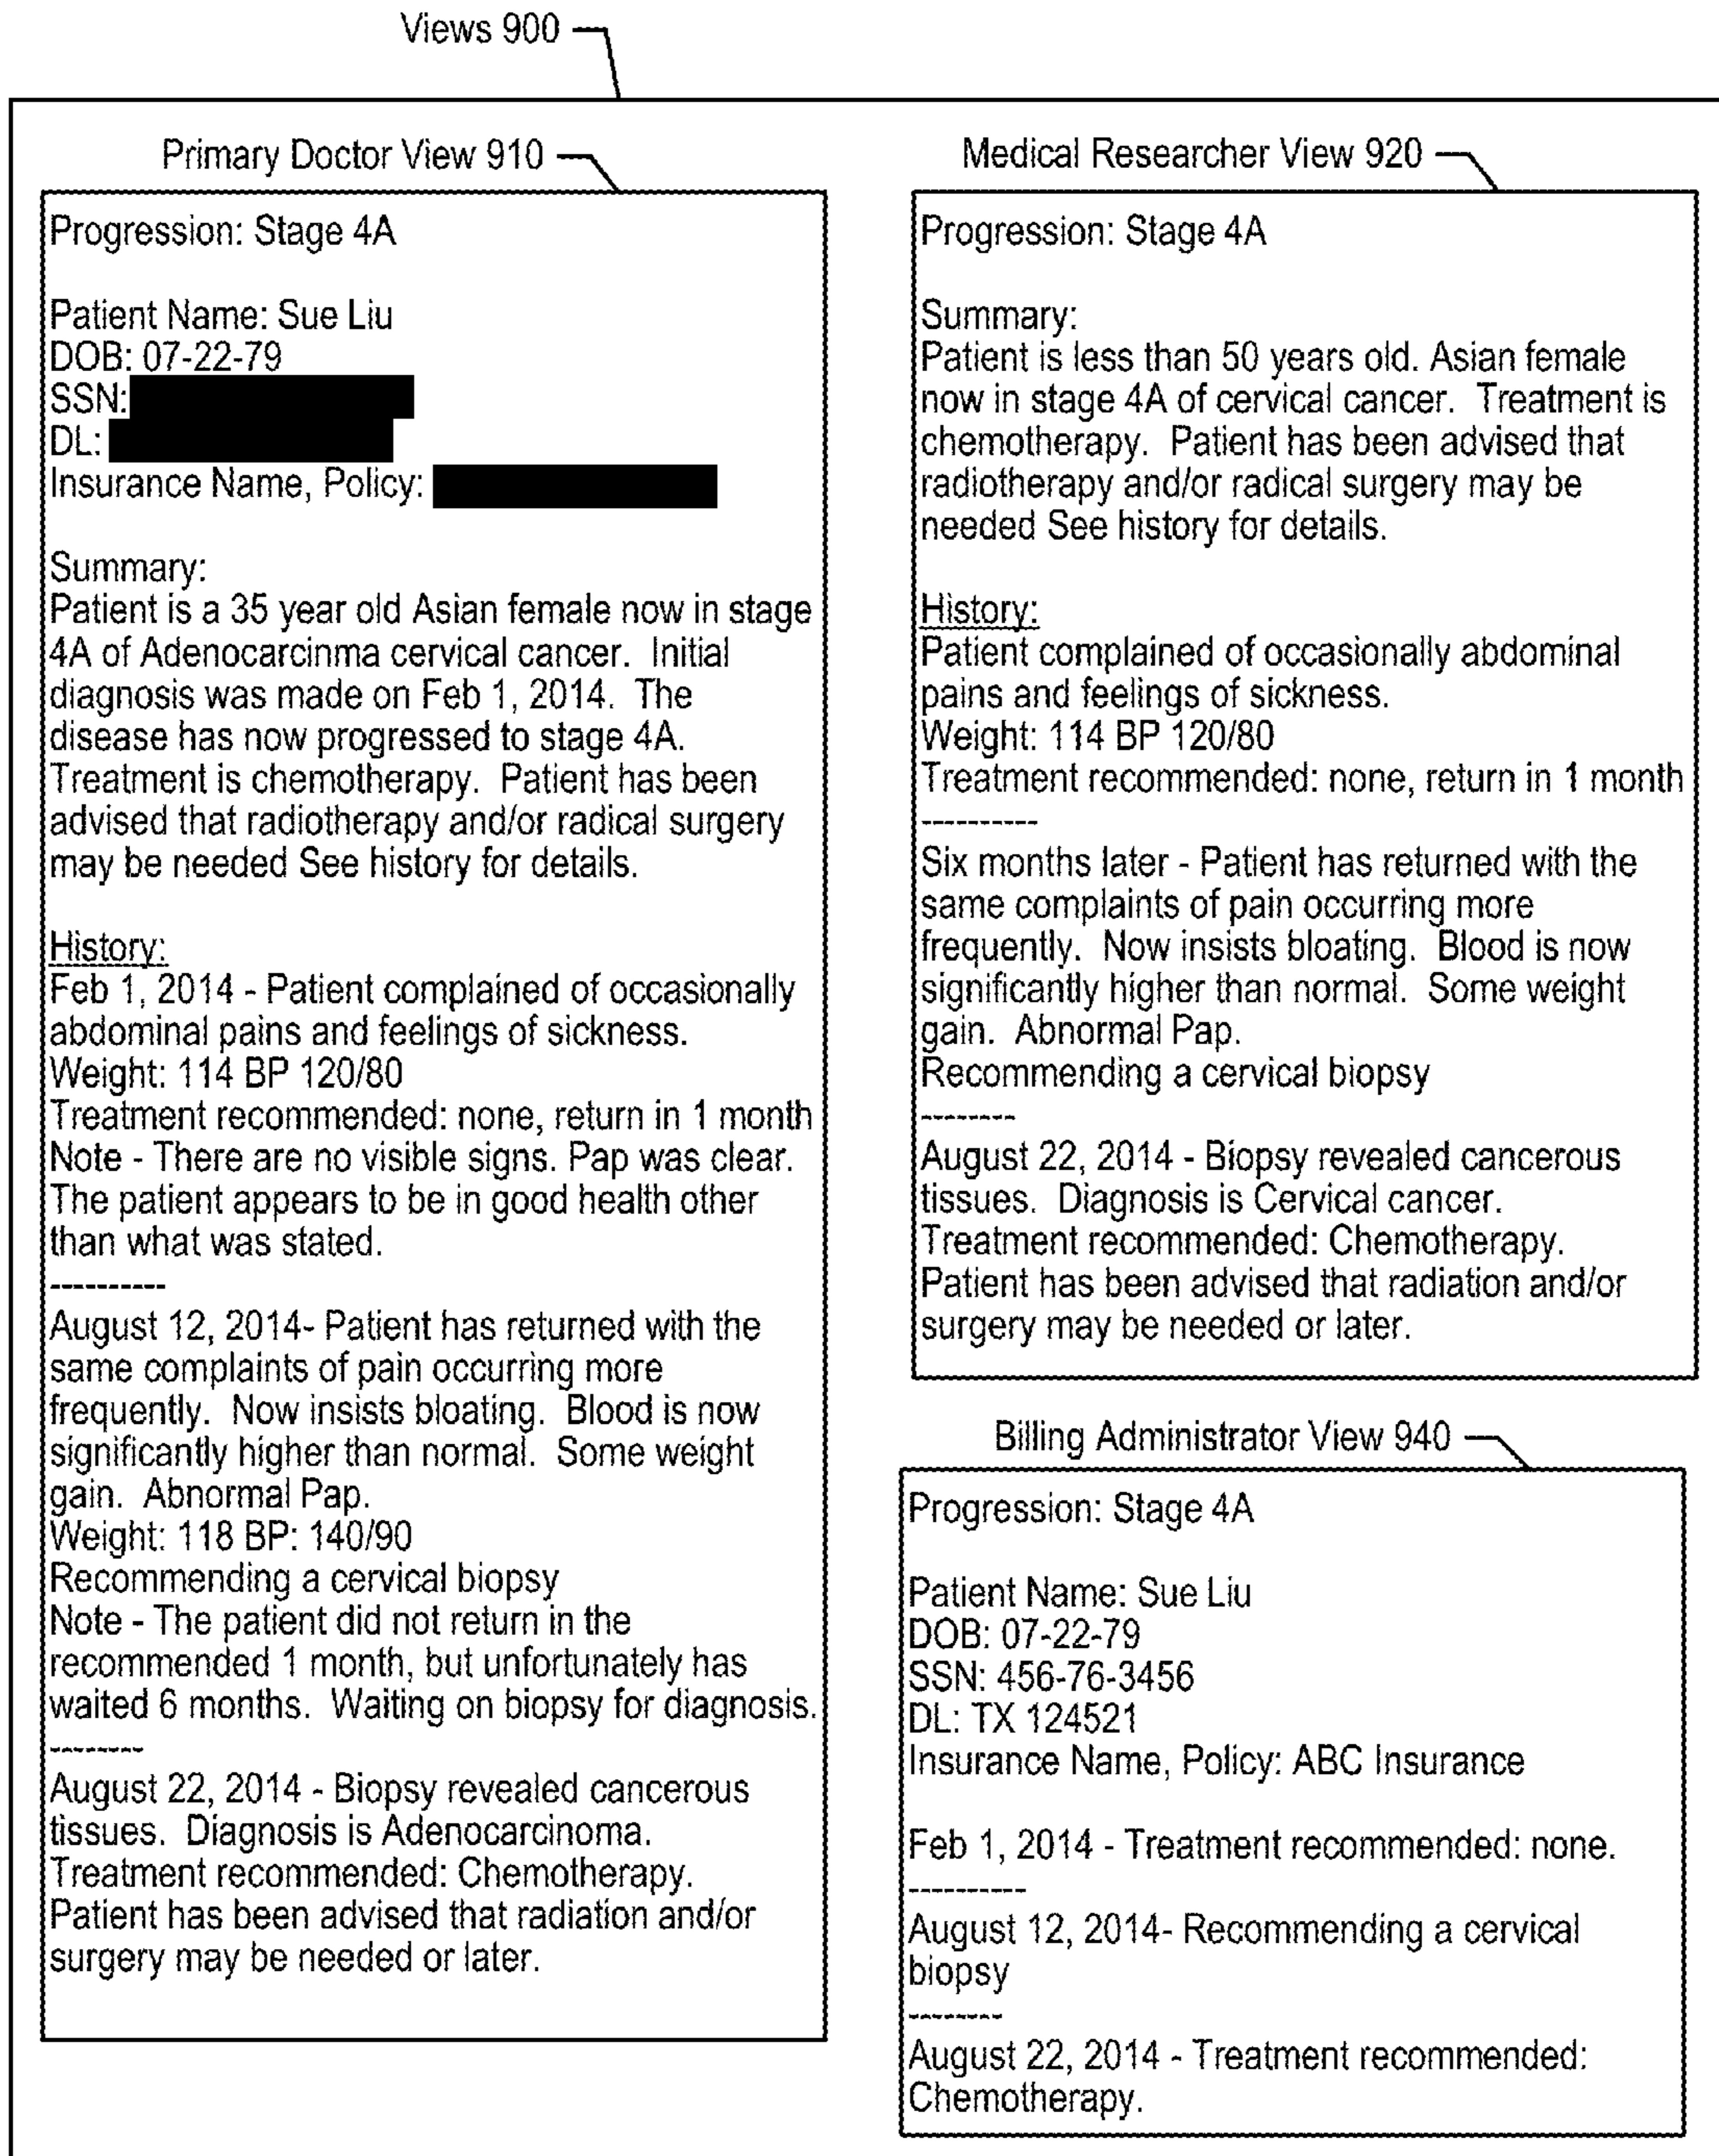 Views 900
Primary Doctor View 910
Progression: Stage 4A
Patient Name: Sue Liu
DOB: 07-22-79
SSN:
DL:
Insurance Name, Policy:
Summary:
Patient is a 35 year old Asian female now in stage
4A of Adenocarcinma cervical cancer. Initial
diagnosis was made on Feb 1, 2014. The
disease has now progressed to stage 4A.
Treatment is chemotherapy. Patient has been
advised that radiotherapy and/or radical surgery
may be needed See history for details.
History:
Feb 1, 2014 - Patient complained of occasionally
abdominal pains and feelings of sickness.
Weight: 114 BP 120/80
Treatment recommended: none, return in 1 month
Note - There are no visible signs. Pap was clear.
The patient appears to be in good health other
than what was stated.
----------
August 12, 2014- Patient has returned with the
same complaints of pain occurring more
frequently. Now insists bloating. Blood is now
significantly higher than normal. Some weight
gain. Abnormal Pap.
Weight: 118 BP: 140/90
Recommending a cervical biopsy
Note - The patient did not return in the
recommended 1 month, but unfortunately has
waited 6 months. Waiting on biopsy for diagnosis.
--------
August 22, 2014 - Biopsy revealed cancerous
tissues. Diagnosis is Adenocarcinoma.
Treatment recommended: Chemotherapy.
Patient has been advised that radiation and/or
surgery may be needed or later.
Medical Researcher View 920
Progression: Stage 4A
Summary:
Patient is less than 50 years old. Asian female
now in stage 4A of cervical cancer. Treatment is
chemotherapy. Patient has been advised that
radiotherapy and/or radical surgery may be
needed See history for details.
History:
Patient complained of occasionally abdominal
pains and feelings of sickness.
Weight: 114 BP 120/80
Treatment recommended: none, return in 1 month
----------
Six months later - Patient has returned with the
same complaints of pain occurring more
frequently. Now insists bloating. Blood is now
significantly higher than normal. Some weight
gain. Abnormal Pap.
Recommending a cervical biopsy
--------
August 22, 2014 - Biopsy revealed cancerous
tissues. Diagnosis is Cervical cancer.
Treatment recommended: Chemotherapy.
Patient has been advised that radiation and/or
surgery may be needed or later.
Billing Administrator View 940
Progression: Stage 4A
Patient Name: Sue Liu
DOB: 07-22-79
SSN: 456-76-3456
DL: TX 124521
Insurance Name, Policy: ABC Insurance
Feb 1, 2014 - Treatment recommended: none.
----------
August 12, 2014- Recommending a cervical
biopsy
--------
August 22, 2014 - Treatment recommended:
Chemotherapy.